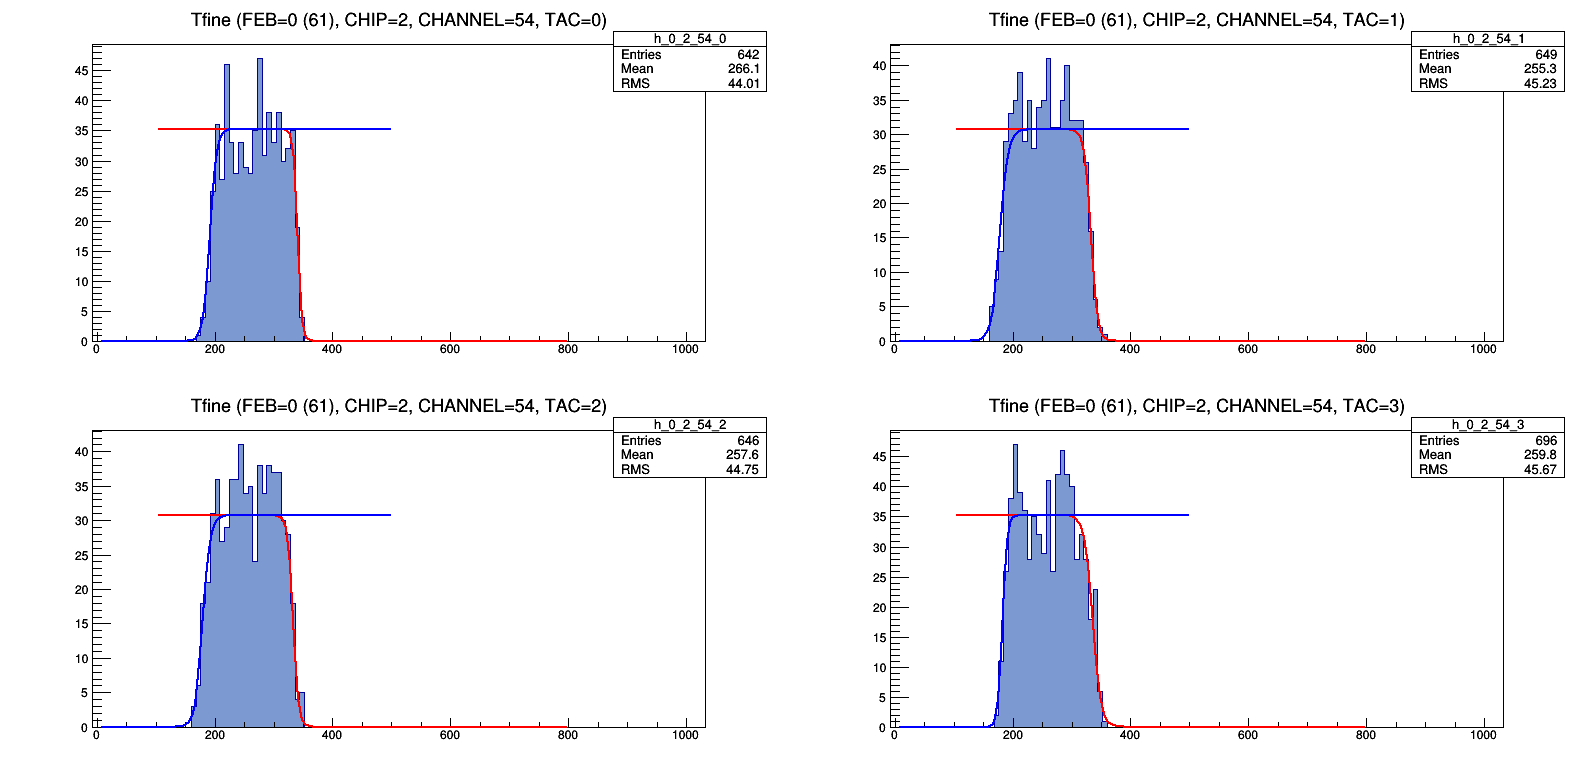 Tfine (FEB=0 (61), CHIP=2, CHANNEL=54, TAC=0)
h_0_2_54_0
Entries 642
Mean 266.1
RMS 44.01
45
40
35
30
25
20
15
10
5
0
0 200 400 600 800 1000
Tfine (FEB=0 (61), CHIP=2, CHANNEL=54, TAC=1)
h_0_2_54_1
Entries 649
Mean 255.3
RMS 45.23
40
35
30
25
20
15
10
5
0
0 200 400 600 800 1000
Tfine (FEB=0 (61), CHIP=2, CHANNEL=54, TAC=2)
h_0_2_54_2
Entries 646
Mean 257.6
RMS 44.75
40
35
30
25
20
15
10
5
0
0 200 400 600 800 1000
Tfine (FEB=0 (61), CHIP=2, CHANNEL=54, TAC=3)
h_0_2_54_3
Entries 696
Mean 259.8
RMS 45.67
45
40
35
30
25
20
15
10
5
0
0 200 400 600 800 1000